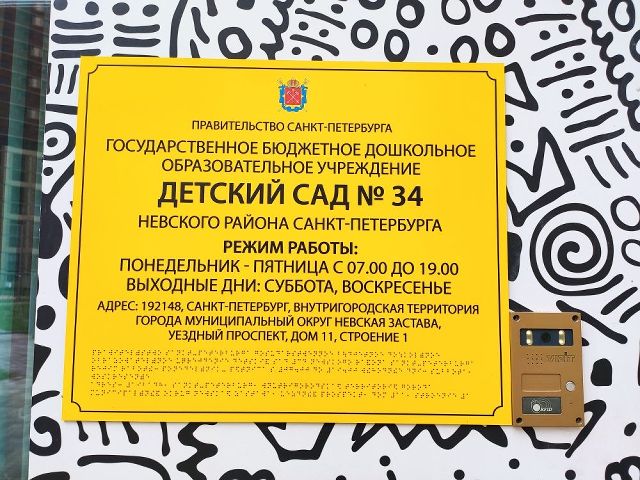 ПРАВИТЕЛЬСТВО САНКТ-ПЕТЕРБУРГА
ГОСУДАРСТВЕННОЕ БЮДЖЕТНОЕ ДОШКОЛЬНОЕ
ОБРАЗОВАТЕЛЬНОЕ УЧРЕЖДЕНИЕ
ДЕТСКИЙ САД № 34
НЕВСКОГО РАЙОНА САНКТ-ПЕТЕРБУРГА
РЕЖИМ РАБОТЫ:
ПОНЕДЕЛЬНИК - ПЯТНИЦА С 07.00 ДО 19.00
ВЫХОДНЫЕ ДНИ: СУББОТА, ВОСКРЕСЕНЬЕ
АДРЕС: 192148, САНКТ-ПЕТЕРБУРГ, ВНУТРИГОРОДСКАЯ ТЕРРИТОРИЯ
ГОРОДА МУНИЦИПАЛЬНЫЙ ОКРУГ НЕВСКАЯ ЗАСТАВА,
УЕЗДНЫЙ ПРОСПЕКТ, ДОМ 11, СТРОЕНИЕ 1
RFID